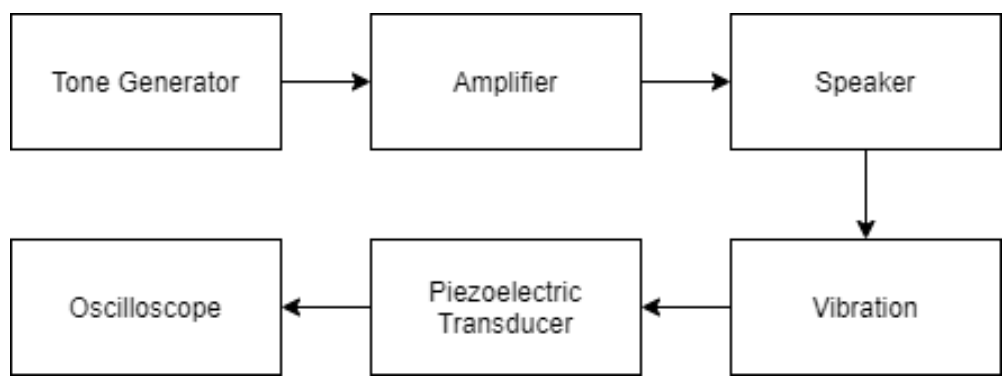 Tone Generator
Amplifier
Speaker
Oscilloscope
Piezoelectric
Transducer
Vibration